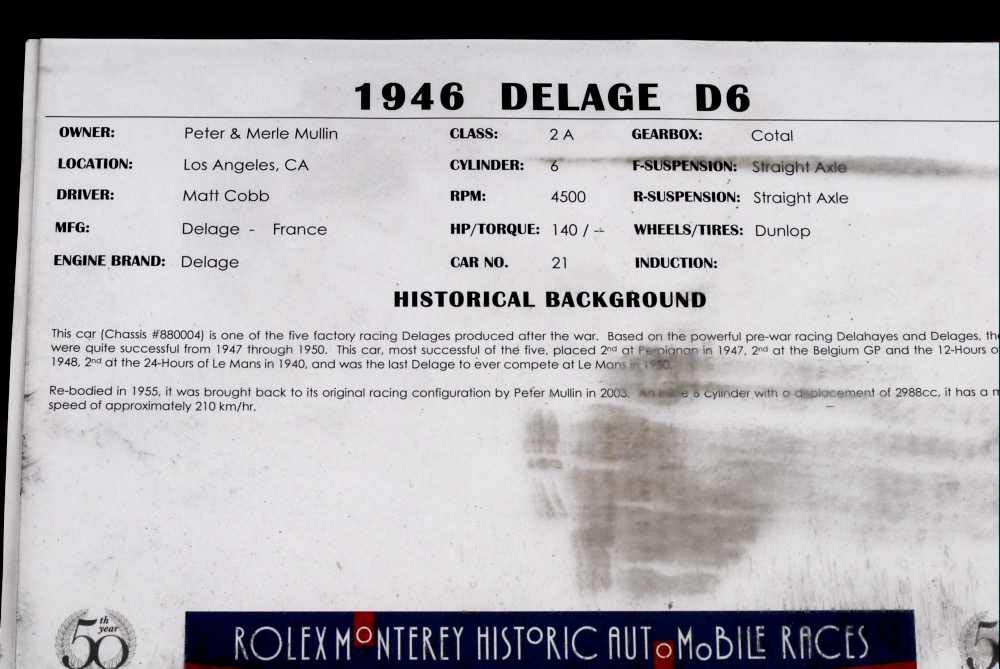 1946 DELAGE D6
OWNER: Peter & Merle Mullin CLASS: 2 A GEARBOX: Cotal
LOCATION: Los Angeles, CA CYLINDER: 6 F-SUSPENSION: Straight Axle
DRIVER: Matt Cobb RPM: 4500 R-SUSPENSION: Straight Axle
MFG: Delage - France HP/TORQUE: 140 / -- WHEELS/TIRES: Dunlop
ENGINE BRAND: Delage CAR NO. 21 INDUCTION:
HISTORICAL BACKGROUND
This car (Chassis #880004) is one of the five factory racing Delages produced after the war. Based on the powerful pre-war racing Delahayes and Delages, the
were quite successful from 1947 through 1950. This car, most successful of the five, placed 2nd at Perpignan in 1947, 2nd at the Belgium GP and the 12-Hours o
1948, 2nd at the 24-Hours of Le Mans in 1940, and was the last Delage to ever compete at Le Mans in 1950.
Re-bodied in 1955, it was brought back to its original racing configuration by Peter Mullin in 2003. 6 cylinder with a displacement of 2988cc, it has a
speed of approximately 210 km/hr.
50th year
ROLEX MONTEREY HISTORIC AUTOMOBILE RACES
5